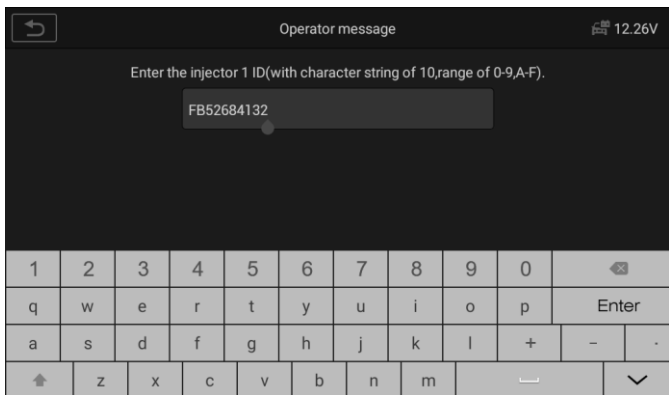 Operator message
12.26V
Enter the injector 1 ID(with character string of 10,range of 0-9,A-F).
FB52684132
1 2 3 4 5 6 7 8 9 0
q w e r t y u i o p Enter
a s d f g h j k l + - .
z x c v b n m